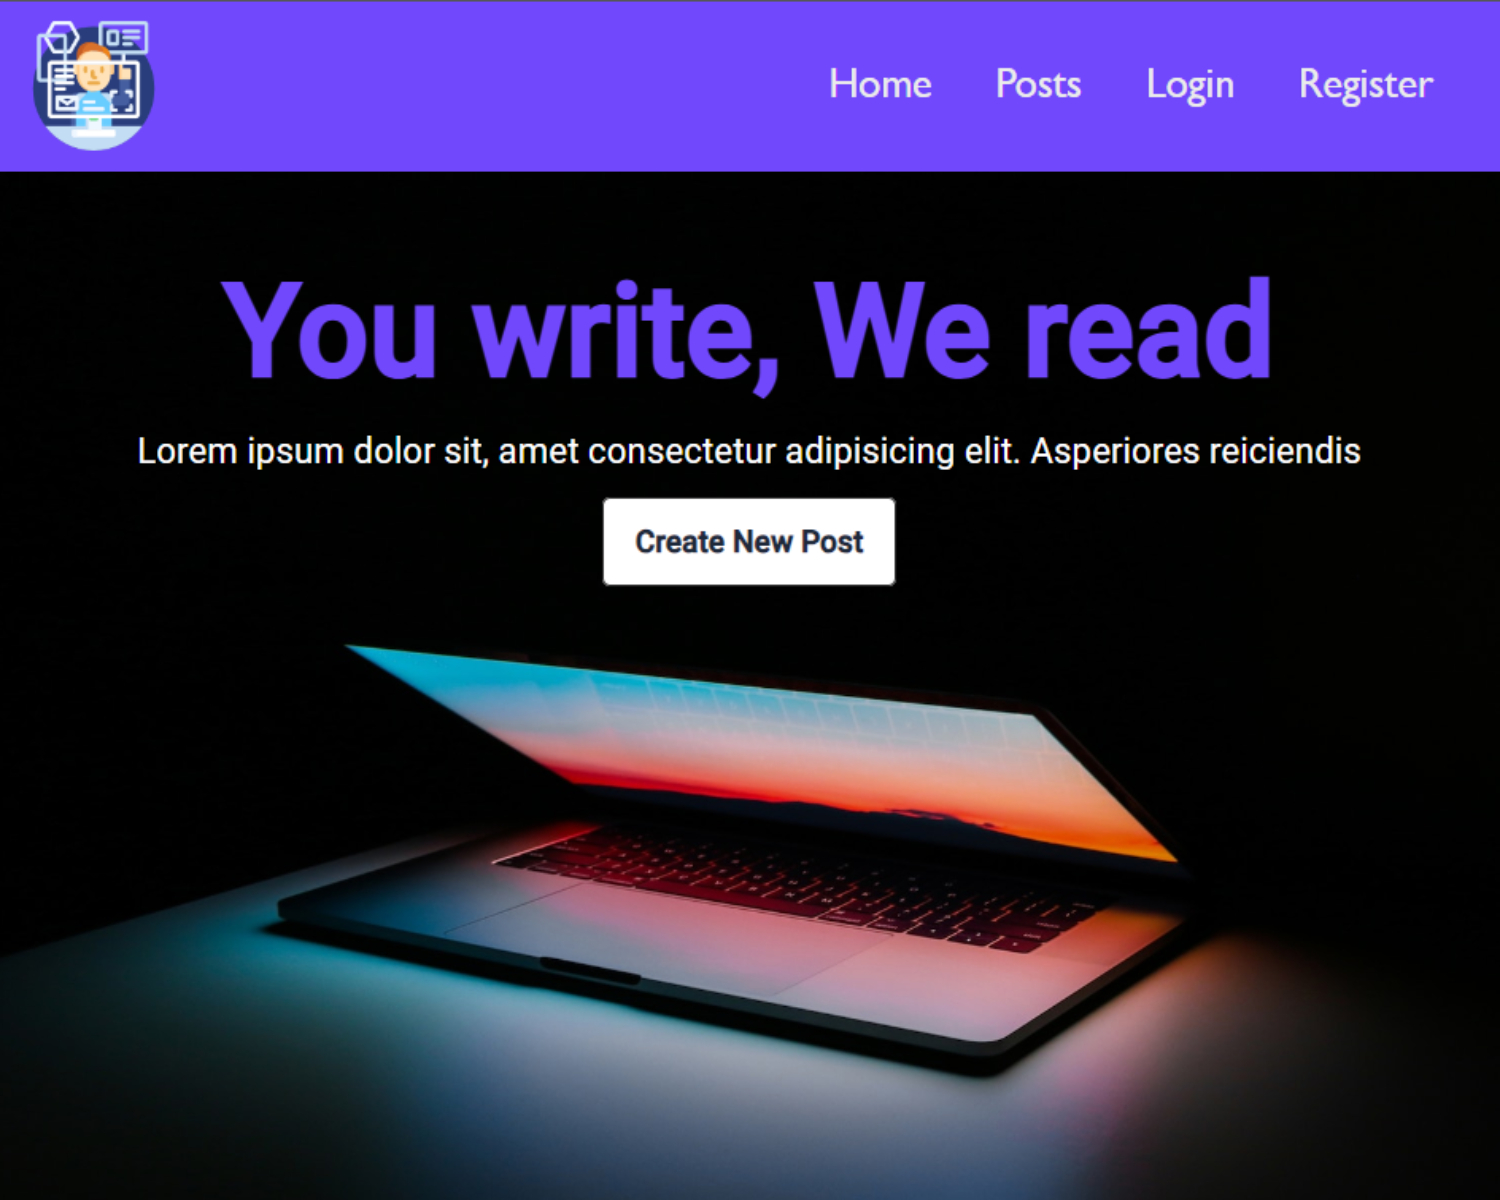 Home Posts Login Register
You write, We read
Lorem ipsum dolor sit, amet consectetur adipisicing elit. Asperiores reiciendis
Create New Post